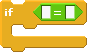 if =